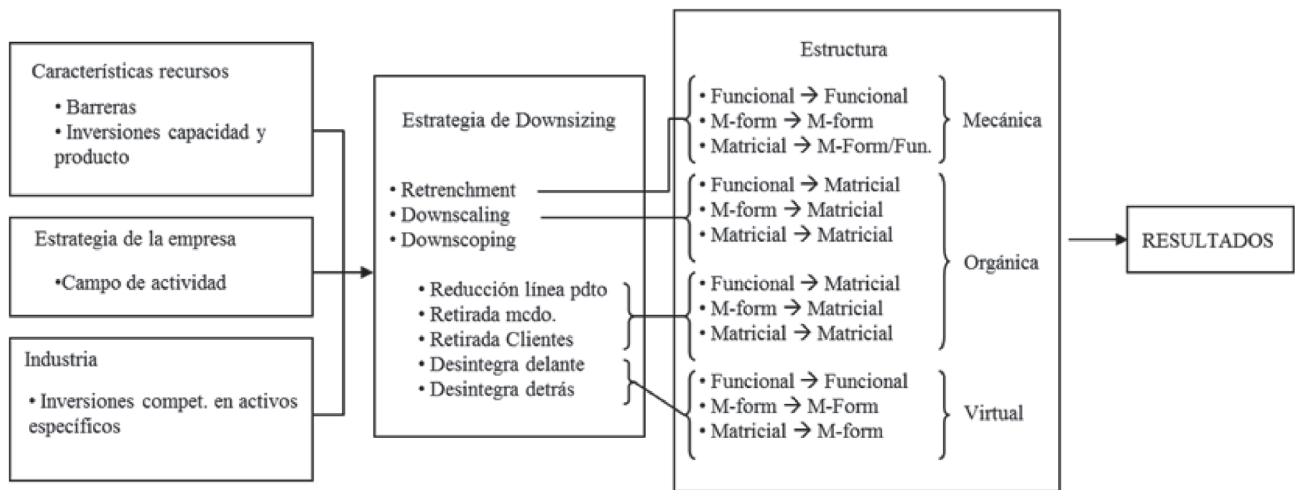 Características recursos
• Barreras
• Inversiones capacidad y
producto
Estrategia de la empresa
•Campo de actividad
Industria
• Inversiones compet. en activos
específicos
Estrategia de Downsizing
• Retrenchment
• Downscaling
• Downscoping
• Reducción línea pdto
• Retirada mcdo.
• Retirada Clientes
• Desintegra delante
• Desintegra detrás
Estructura
• Funcional → Funcional
• M-form → M-form
• Matricial → M-Form/Fun.
Mecánica
• Funcional → Matricial
• M-form → Matricial
• Matricial → Matricial
• Funcional → Matricial
• M-form → Matricial
• Matricial → Matricial
Orgánica
• Funcional → Funcional
• M-form → M-Form
• Matricial → M-form
Virtual
RESULTADOS